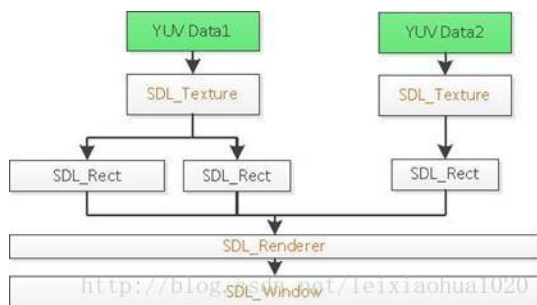 YUV Data1
YUV Data2
SDL_Texture
SDL_Texture
SDL_Rect
SDL_Rect
SDL_Rect
SDL_Renderer
SDL_Window
http://blog.csdn.net/leixiaohua1020